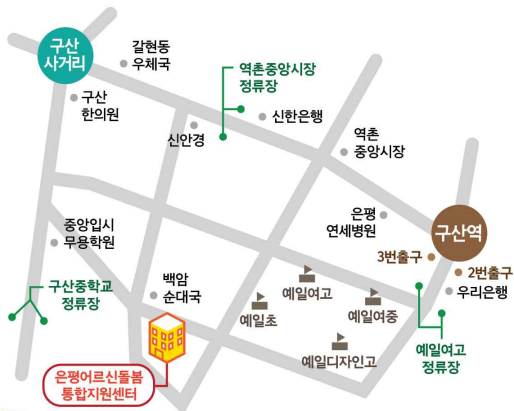 구산
사거리
갈현동
우체국
구산
한의원
역촌중앙시장
정류장
신한은행
신안경
역촌
중앙시장
은평
연세병원
구산역
3번출구
2번출구
우리은행
중앙입시
무용학원
구산중학교
정류장
백암
순대국
예일초
예일여고
예일여중
예일디자인고
예일여고
정류장
은평어르신돌봄
통합지원센터